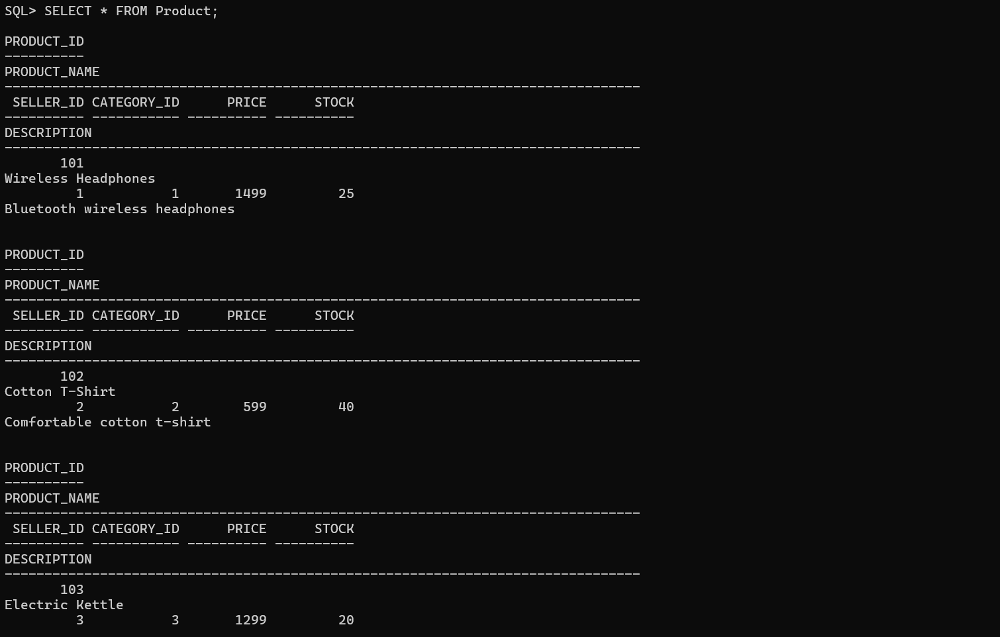 SQL> SELECT * FROM Product;
PRODUCT_ID
----------
PRODUCT_NAME
--------------------------------------------------------------------------------
 SELLER_ID CATEGORY_ID      PRICE      STOCK
---------- ----------- ---------- ----------
DESCRIPTION
--------------------------------------------------------------------------------
       101
Wireless Headphones
         1           1       1499         25
Bluetooth wireless headphones
PRODUCT_ID
----------
PRODUCT_NAME
--------------------------------------------------------------------------------
 SELLER_ID CATEGORY_ID      PRICE      STOCK
---------- ----------- ---------- ----------
DESCRIPTION
--------------------------------------------------------------------------------
       102
Cotton T-Shirt
         2           2        599         40
Comfortable cotton t-shirt
PRODUCT_ID
----------
PRODUCT_NAME
--------------------------------------------------------------------------------
 SELLER_ID CATEGORY_ID      PRICE      STOCK
---------- ----------- ---------- ----------
DESCRIPTION
--------------------------------------------------------------------------------
       103
Electric Kettle
         3           3       1299         20